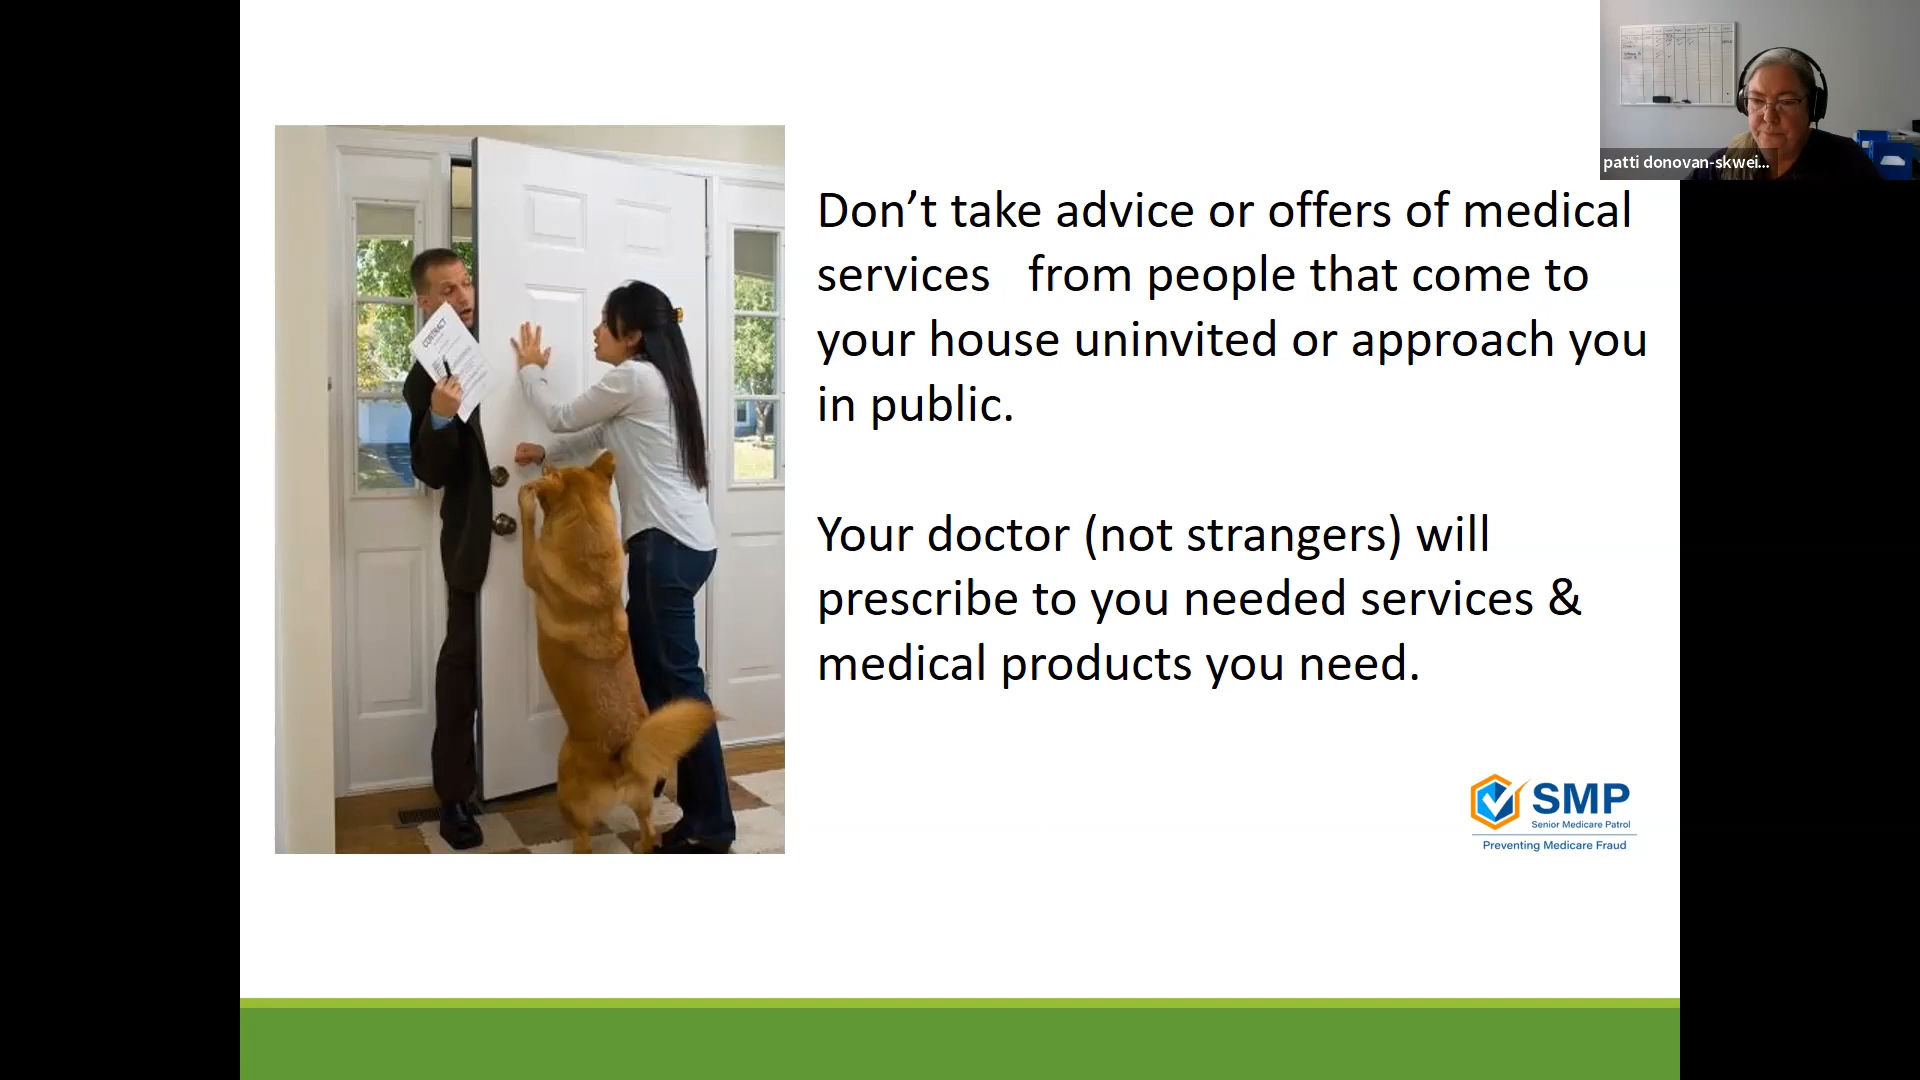 patti donovan-skwei...
Don’t take advice or offers of medical
services   from people that come to
your house uninvited or approach you
in public.
Your doctor (not strangers) will
prescribe to you needed services &
medical products you need.
CONTRACT
SMP
Senior Medicare Patrol
Preventing Medicare Fraud